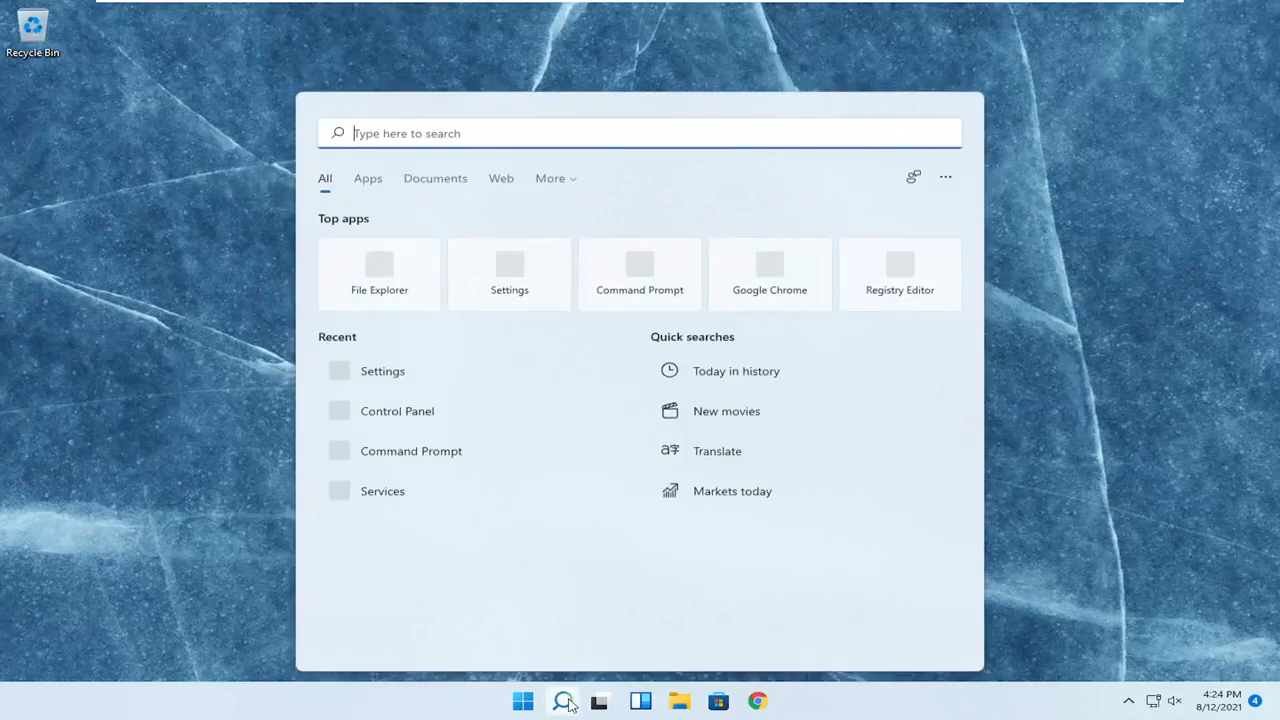 Recycle Bin
Type here to search
All Apps Documents Web More
Top apps
File Explorer Settings Command Prompt Google Chrome Registry Editor
Recent Quick searches
Settings Today in history
Control Panel New movies
Command Prompt Translate
Services Markets today
4:24 PM
8/12/2021 4